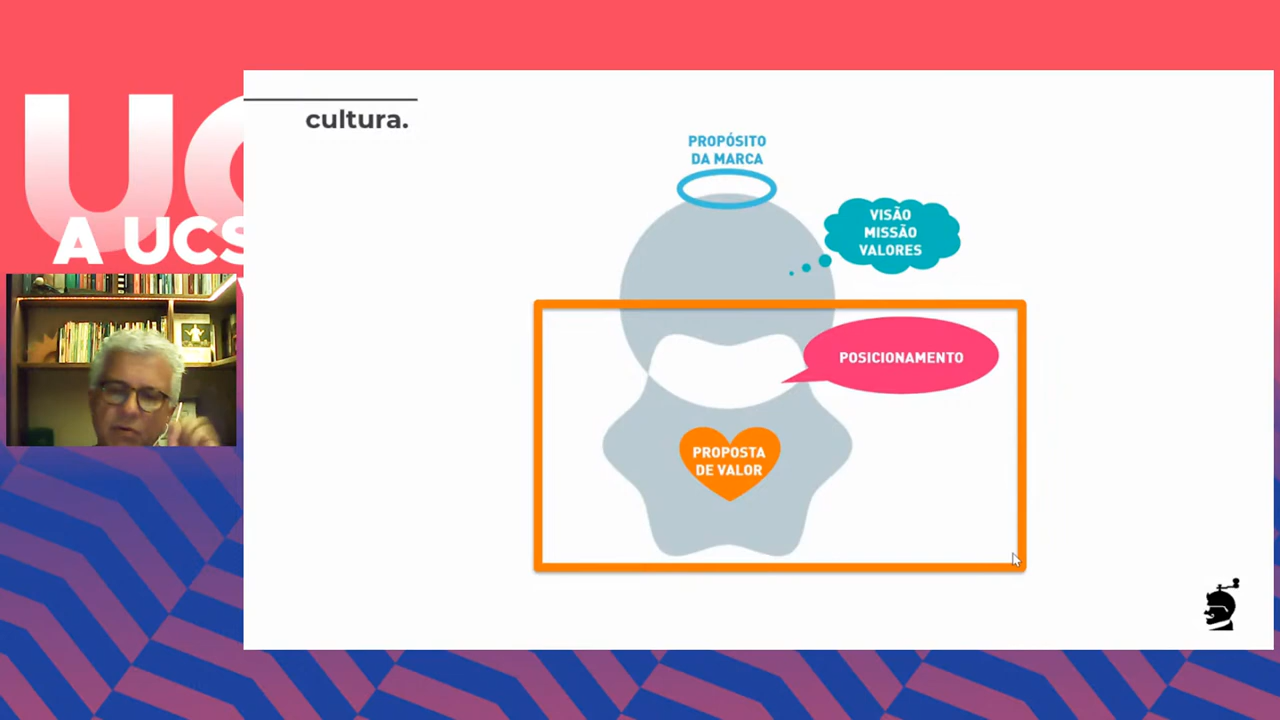 UC
A UCS
cultura.
PROPÓSITO
DA MARCA
VISÃO
MISSÃO
VALORES
POSICIONAMENTO
PROPOSTA
DE VALOR